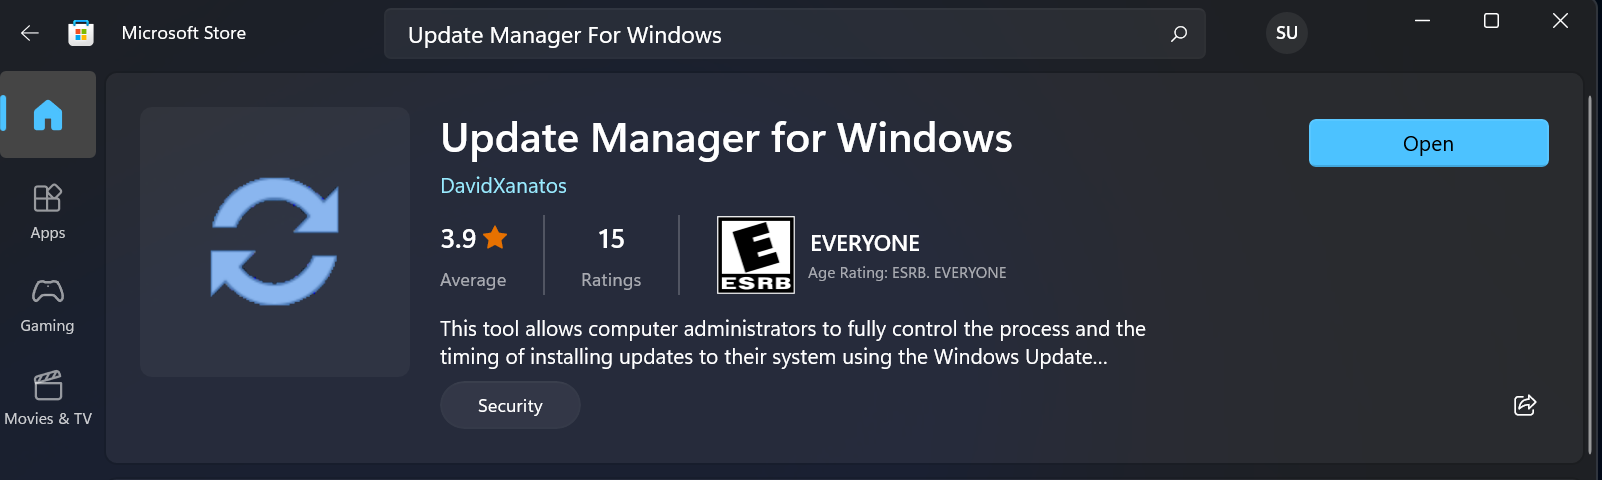 Microsoft Store
Update Manager For Windows
SU
Apps
Gaming
Movies & TV
Update Manager for Windows
DavidXanatos
Open
3.9
Average
15
Ratings
E
ESRB
EVERYONE
Age Rating: ESRB. EVERYONE
This tool allows computer administrators to fully control the process and the
timing of installing updates to their system using the Windows Update...
Security